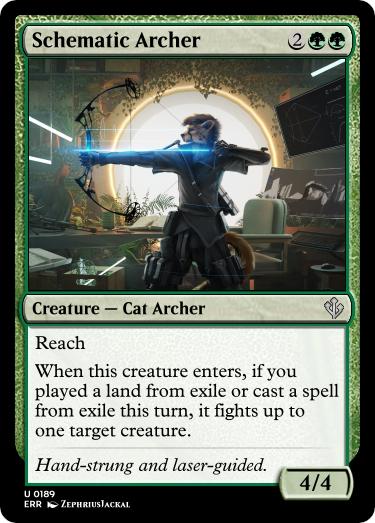 Schematic Archer 2
Creature — Cat Archer
Reach
When this creature enters, if you
played a land from exile or cast a spell
from exile this turn, it fights up to
one target creature.
Hand-strung and laser-guided.
4/4
U 0189
ERR ZephriusJackal